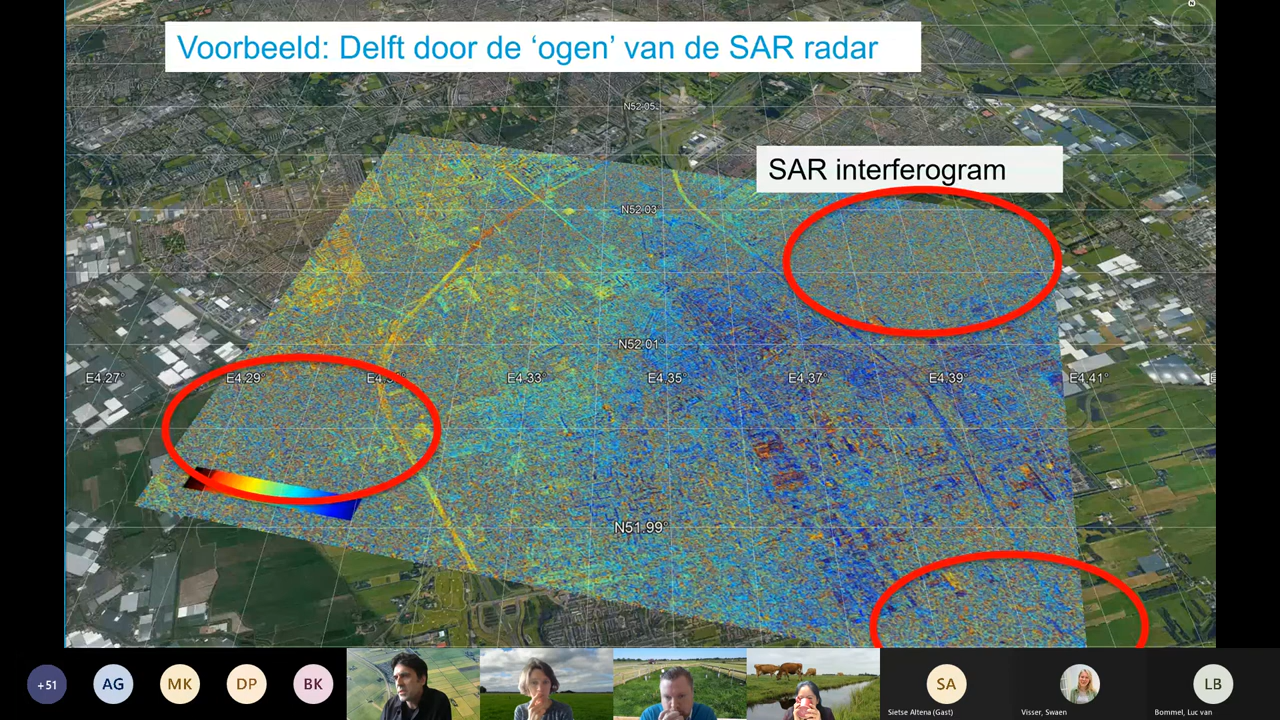 Voorbeeld: Delft door de ‘ogen’ van de SAR radar
N52.05
SAR interferogram
N52.03
N52.01
E4.27°
E4.29
E4.33°
E4.35°
E4.37°
E4.39
E4.41°
N51.99°
+51
AG
MK
DP
BK
SA
LB
Sietse Altena (Gast)
Visser, Swaen
Bommel, Luc van